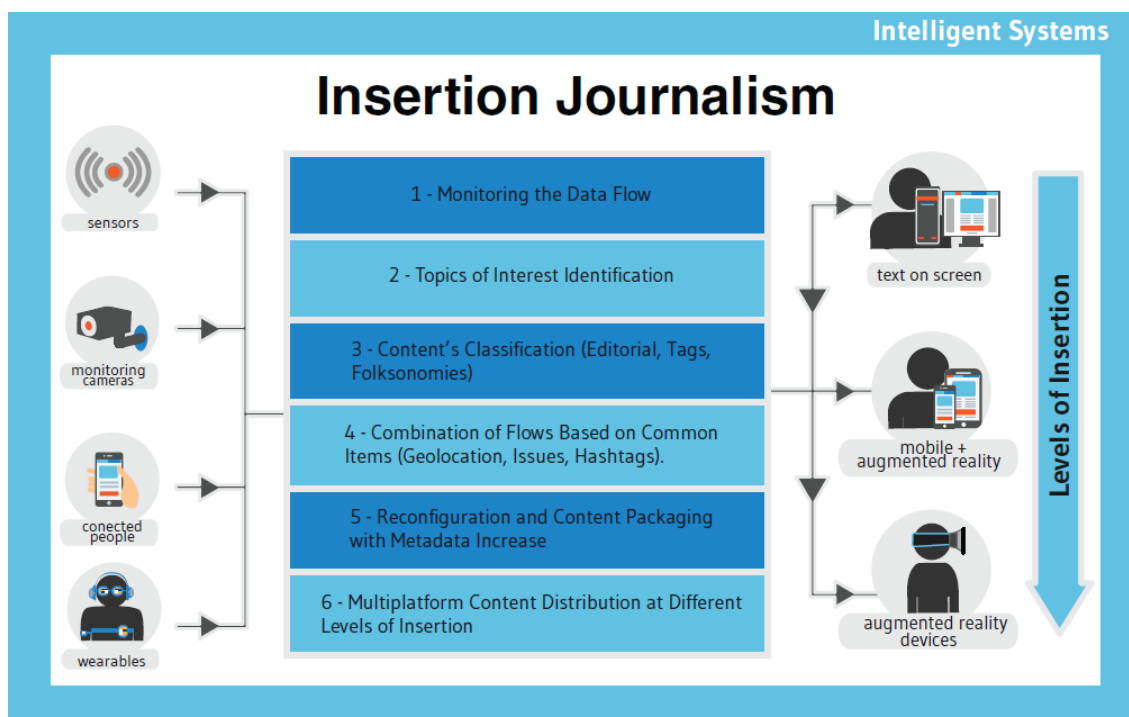 Intelligent Systems
Insertion Journalism
sensors
monitoring
cameras
conected
people
wearables
1 - Monitoring the Data Flow
2 - Topics of Interest Identification
3 - Content’s Classification (Editorial, Tags,
Folksonomies)
4 - Combination of Flows Based on Common
Items (Geolocation, Issues, Hashtags).
5 - Reconfiguration and Content Packaging
with Metadata Increase
6 - Multiplatform Content Distribution at Different
Levels of Insertion
text on screen
mobile +
augmented reality
augmented reality
devices
Levels of Insertion